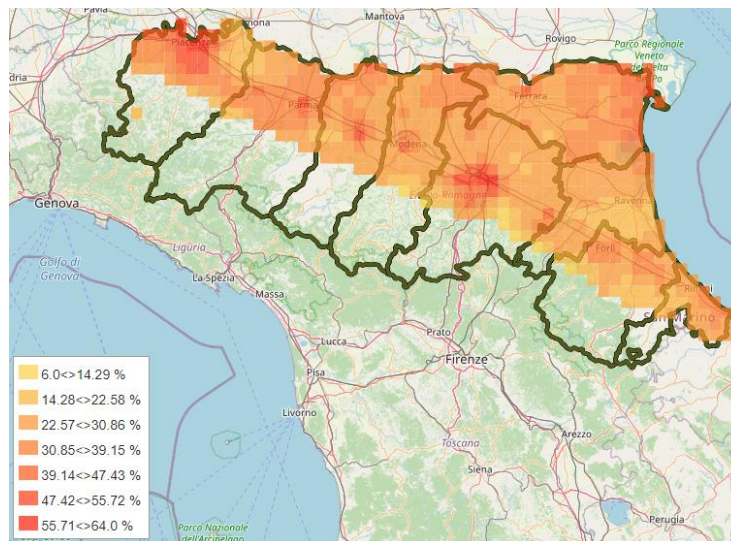 Pavia
Mantova
Rovigo
Parco Regionale
Veneto
del Delta
del Po
Piacenza
Parma
Ferrara
Modena
Emilia-Romagna
Ravenna
Genova
Forlì
Rimini
San Marino
Liguria
Golfo di
Genova
La Spezia
Massa
Prato
Lucca
Firenze
Pisa
Livorno
Toscana
Arezzo
Siena
Perugia
Parco Nazionale
dell'Arcipelago
6.0<>14.29 %
14.28<>22.58 %
22.57<>30.86 %
30.85<>39.15 %
39.14<>47.43 %
47.42<>55.72 %
55.71<>64.0 %